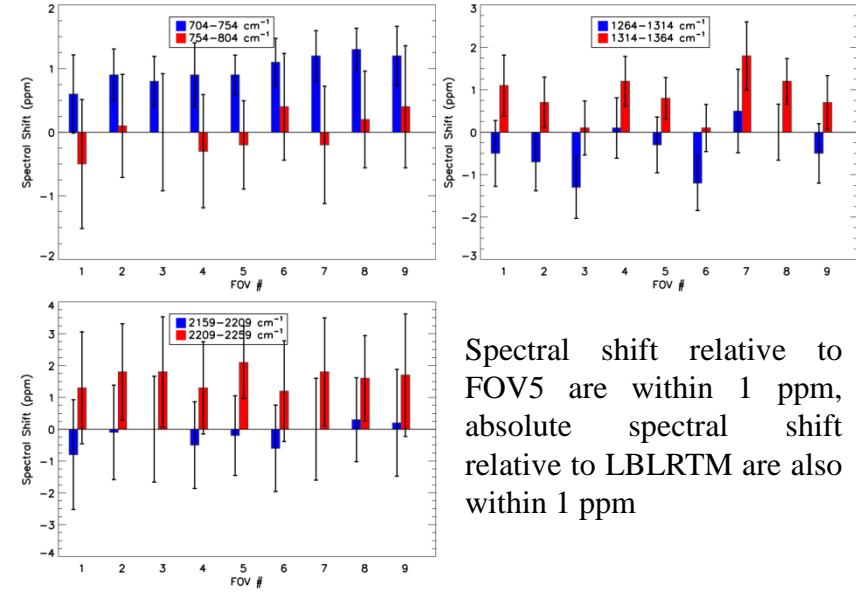 704–754 cm⁻¹
754–804 cm⁻¹
Spectral Shift (ppm)
2
1
0
−1
−2
1 2 3 4 5 6 7 8 9
FOV #
1264–1314 cm⁻¹
1314–1364 cm⁻¹
Spectral Shift (ppm)
3
2
1
0
−1
−2
−3
1 2 3 4 5 6 7 8 9
FOV #
2159–2209 cm⁻¹
2209–2259 cm⁻¹
Spectral Shift (ppm)
4
3
2
1
0
−1
−2
−3
−4
1 2 3 4 5 6 7 8 9
FOV #
Spectral shift relative to
FOV5 are within 1 ppm,
absolute spectral shift
relative to LBLRTM are also
within 1 ppm